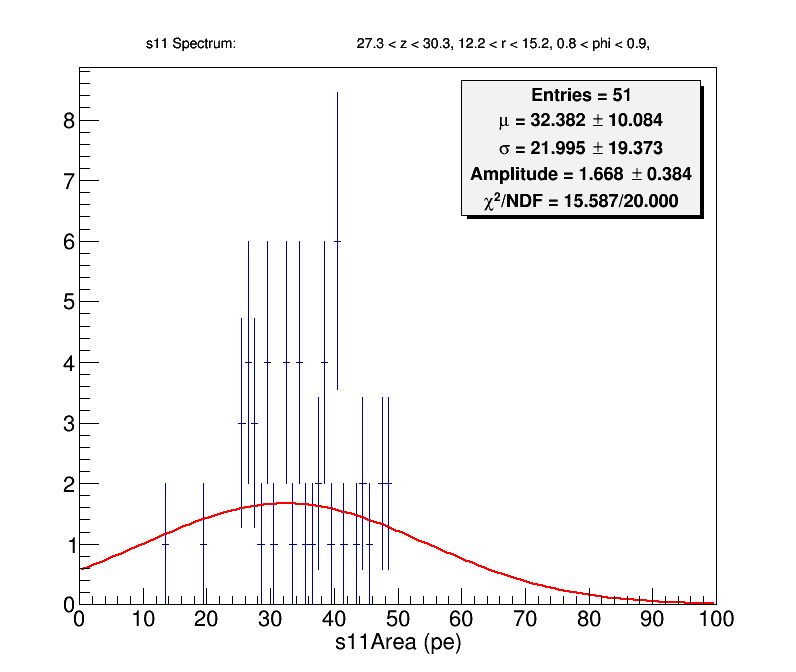 s11 Spectrum: 27.3 < z < 30.3, 12.2 < r < 15.2, 0.8 < phi < 0.9,
Entries = 51
μ = 32.382 ± 10.084
σ = 21.995 ± 19.373
Amplitude = 1.668 ± 0.384
χ²/NDF = 15.587/20.000
8
7
6
5
4
3
2
1
0
0 10 20 30 40 50 60 70 80 90 100
s11Area (pe)